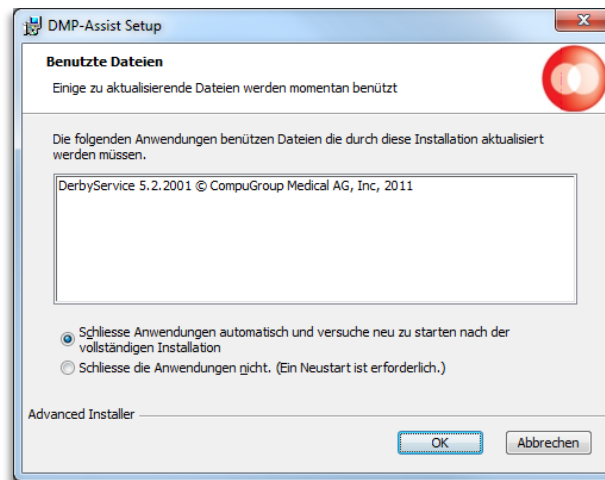 DMP-Assist Setup
Benutzte Dateien
Einige zu aktualisierende Dateien werden momentan benützt
Die folgenden Anwendungen benützen Dateien die durch diese Installation aktualisiert
werden müssen.
DerbyService 5.2.2001 © CompuGroup Medical AG, Inc, 2011
Schliesse Anwendungen automatisch und versuche neu zu starten nach der
vollständigen Installation
Schliesse die Anwendungen nicht. (Ein Neustart ist erforderlich.)
Advanced Installer
OK
Abbrechen